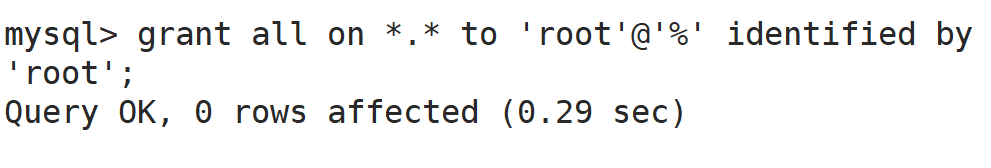 mysql> grant all on *.* to 'root'@'%' identified by
'root';
Query OK, 0 rows affected (0.29 sec)